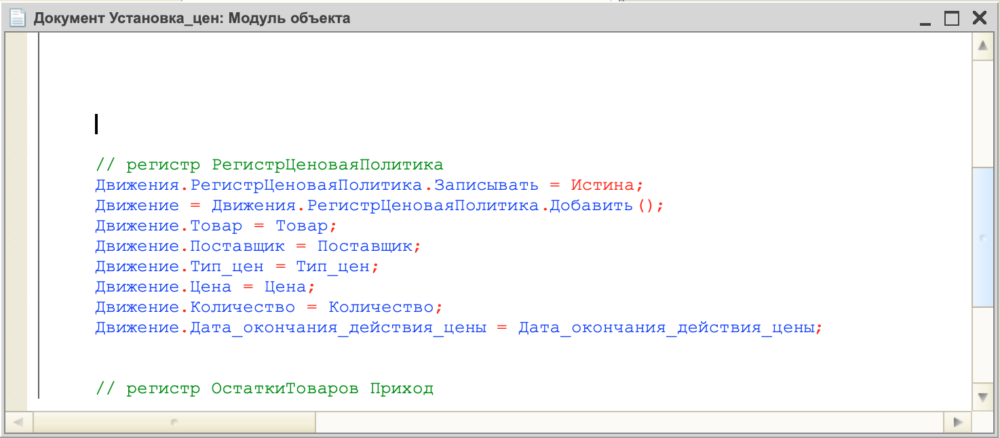 Документ Установка_цен: Модуль объекта
// регистр РегистрЦеноваяПолитика
Движения.РегистрЦеноваяПолитика.Записывать = Истина;
Движение = Движения.РегистрЦеноваяПолитика.Добавить();
Движение.Товар = Товар;
Движение.Поставщик = Поставщик;
Движение.Тип_цен = Тип_цен;
Движение.Цена = Цена;
Движение.Количество = Количество;
Движение.Дата_окончания_действия_цены = Дата_окончания_действия_цены;
// регистр ОстаткиТоваров Приход